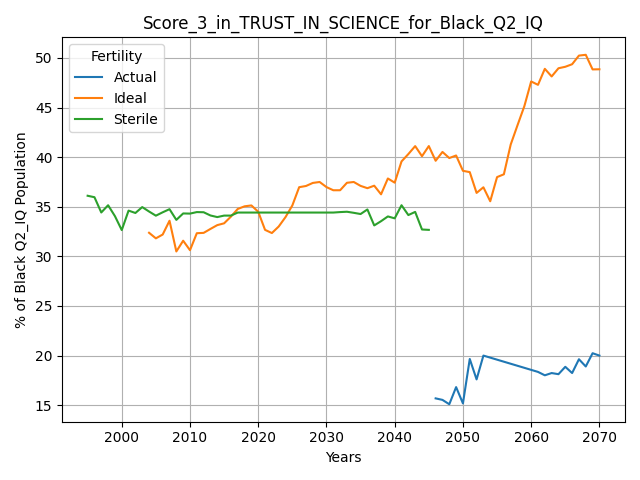 Score_3_in_TRUST_IN_SCIENCE_for_Black_Q2_IQ
Fertility
Actual
Ideal
Sterile
% of Black Q2_IQ Population
50
45
40
35
30
25
20
15
2000 2010 2020 2030 2040 2050 2060 2070
Years